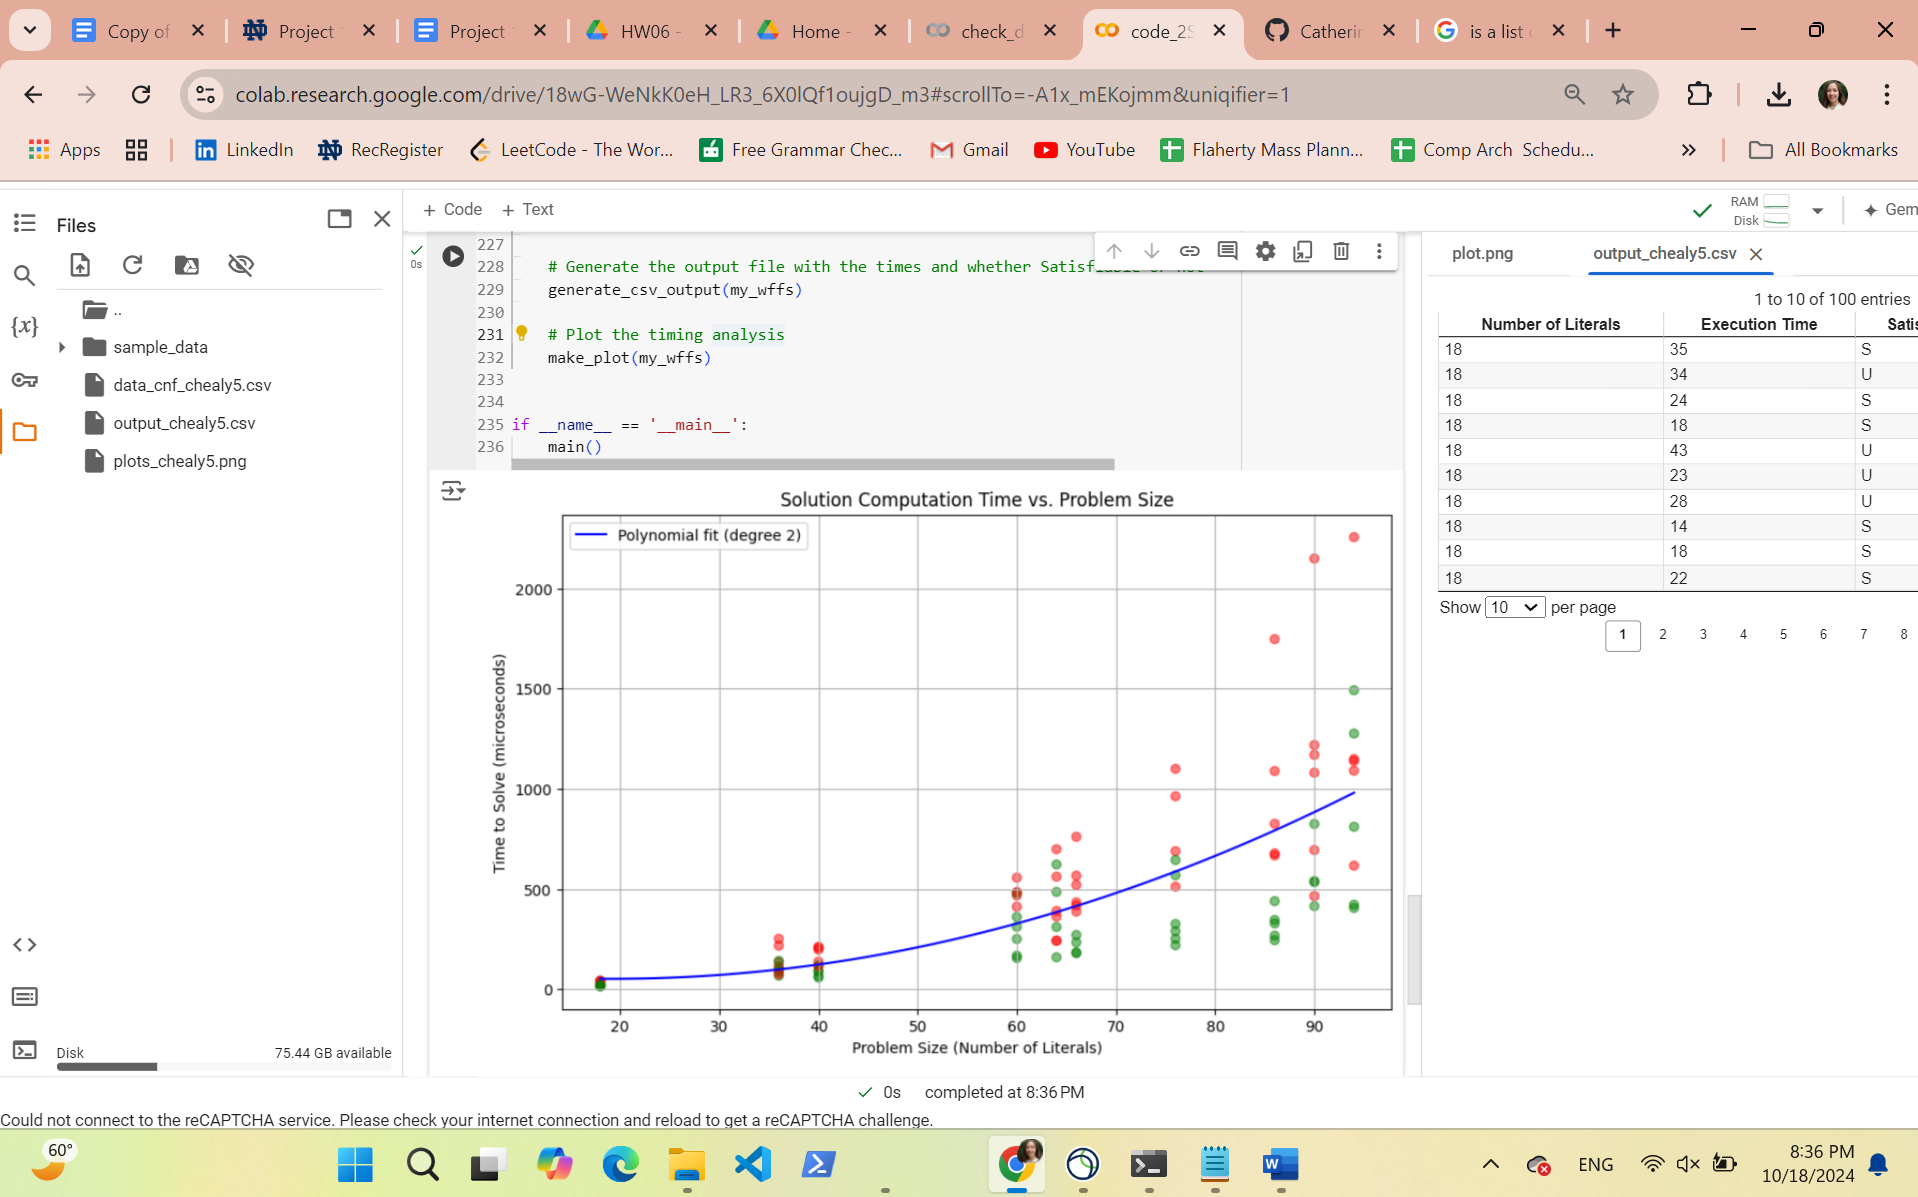 Copy of
Project
Project
HW06 -
Home -
check_d
code_2S
Catherin
is a list
colab.research.google.com/drive/18wG-WeNkK0eH_LR3_6X0lQf1oujgD_m3#scrollTo=-A1x_mEKojmm&uniqifier=1
Apps
LinkedIn
RecRegister
LeetCode - The Wor...
Free Grammar Chec...
Gmail
YouTube
Flaherty Mass Plann...
Comp Arch Schedu...
All Bookmarks
Files
+ Code + Text
RAM
Disk
Gem
..
sample_data
data_cnf_chealy5.csv
output_chealy5.csv
plots_chealy5.png
Disk 75.44 GB available
0s
227
228 # Generate the output file with the times and whether Satisfiable or not
229 generate_csv_output(my_wffs)
230
231 # Plot the timing analysis
232 make_plot(my_wffs)
233
234
235 if __name__ == '__main__':
236 main()
Solution Computation Time vs. Problem Size
Polynomial fit (degree 2)
Time to Solve (microseconds)
2000
1500
1000
500
0
20 30 40 50 60 70 80 90
Problem Size (Number of Literals)
plot.png
output_chealy5.csv
1 to 10 of 100 entries
Number of Literals Execution Time Satis
18 35 S
18 34 U
18 24 S
18 18 S
18 43 U
18 23 U
18 28 U
18 14 S
18 18 S
18 22 S
Show 10 per page
1 2 3 4 5 6 7 8
0s completed at 8:36 PM
Could not connect to the reCAPTCHA service. Please check your internet connection and reload to get a reCAPTCHA challenge.
60°
ENG
8:36 PM
10/18/2024